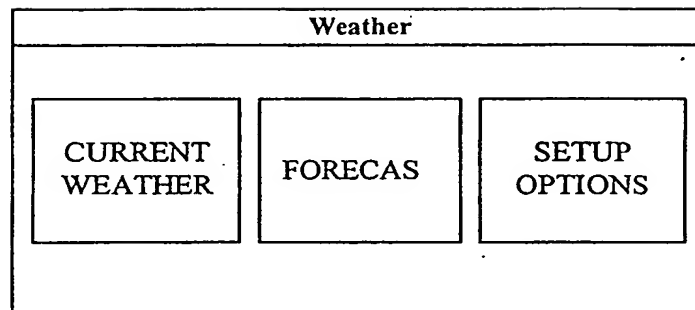 Weather
CURRENT
WEATHER
FORECAS
SETUP
OPTIONS